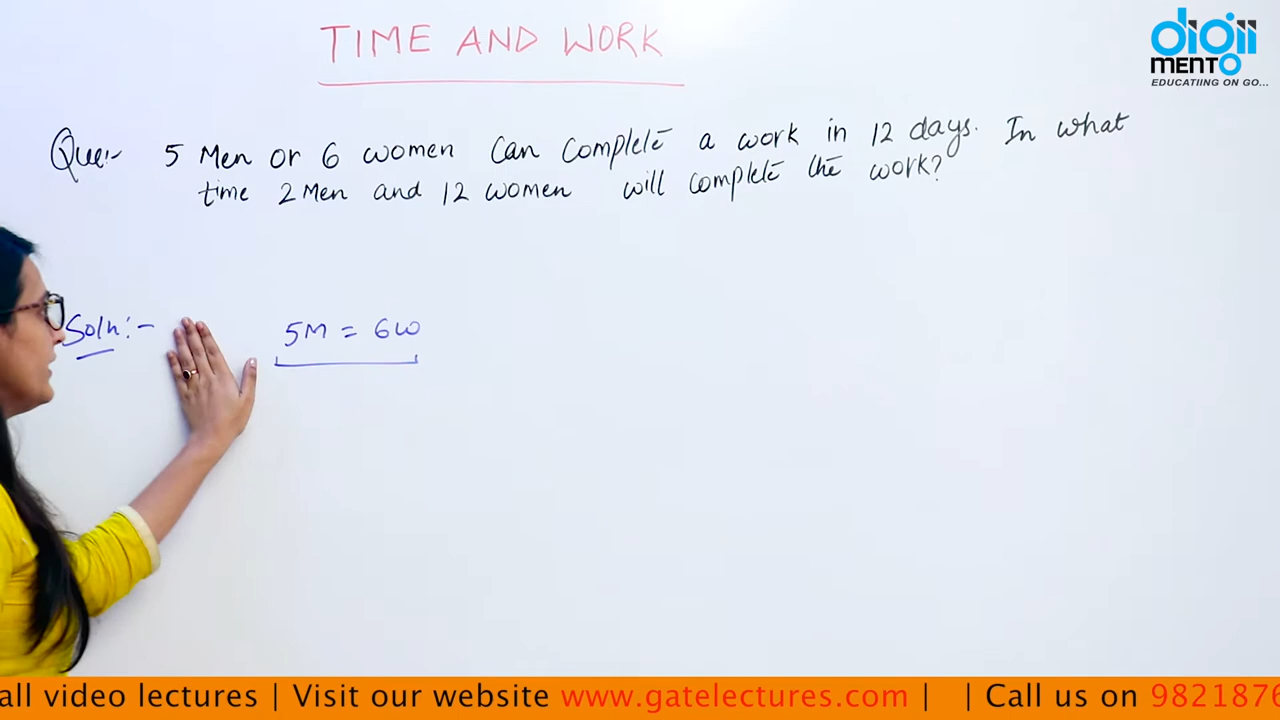 TIME AND WORK
digii
MENTO
EDUCATIING ON GO...
Que:- 5 Men or 6 women can complete a work in 12 days. In what
time 2 Men and 12 women will complete the work?
Soln:- 5M = 6W
all video lectures | Visit our website www.gatelectures.com | | Call us on 982187